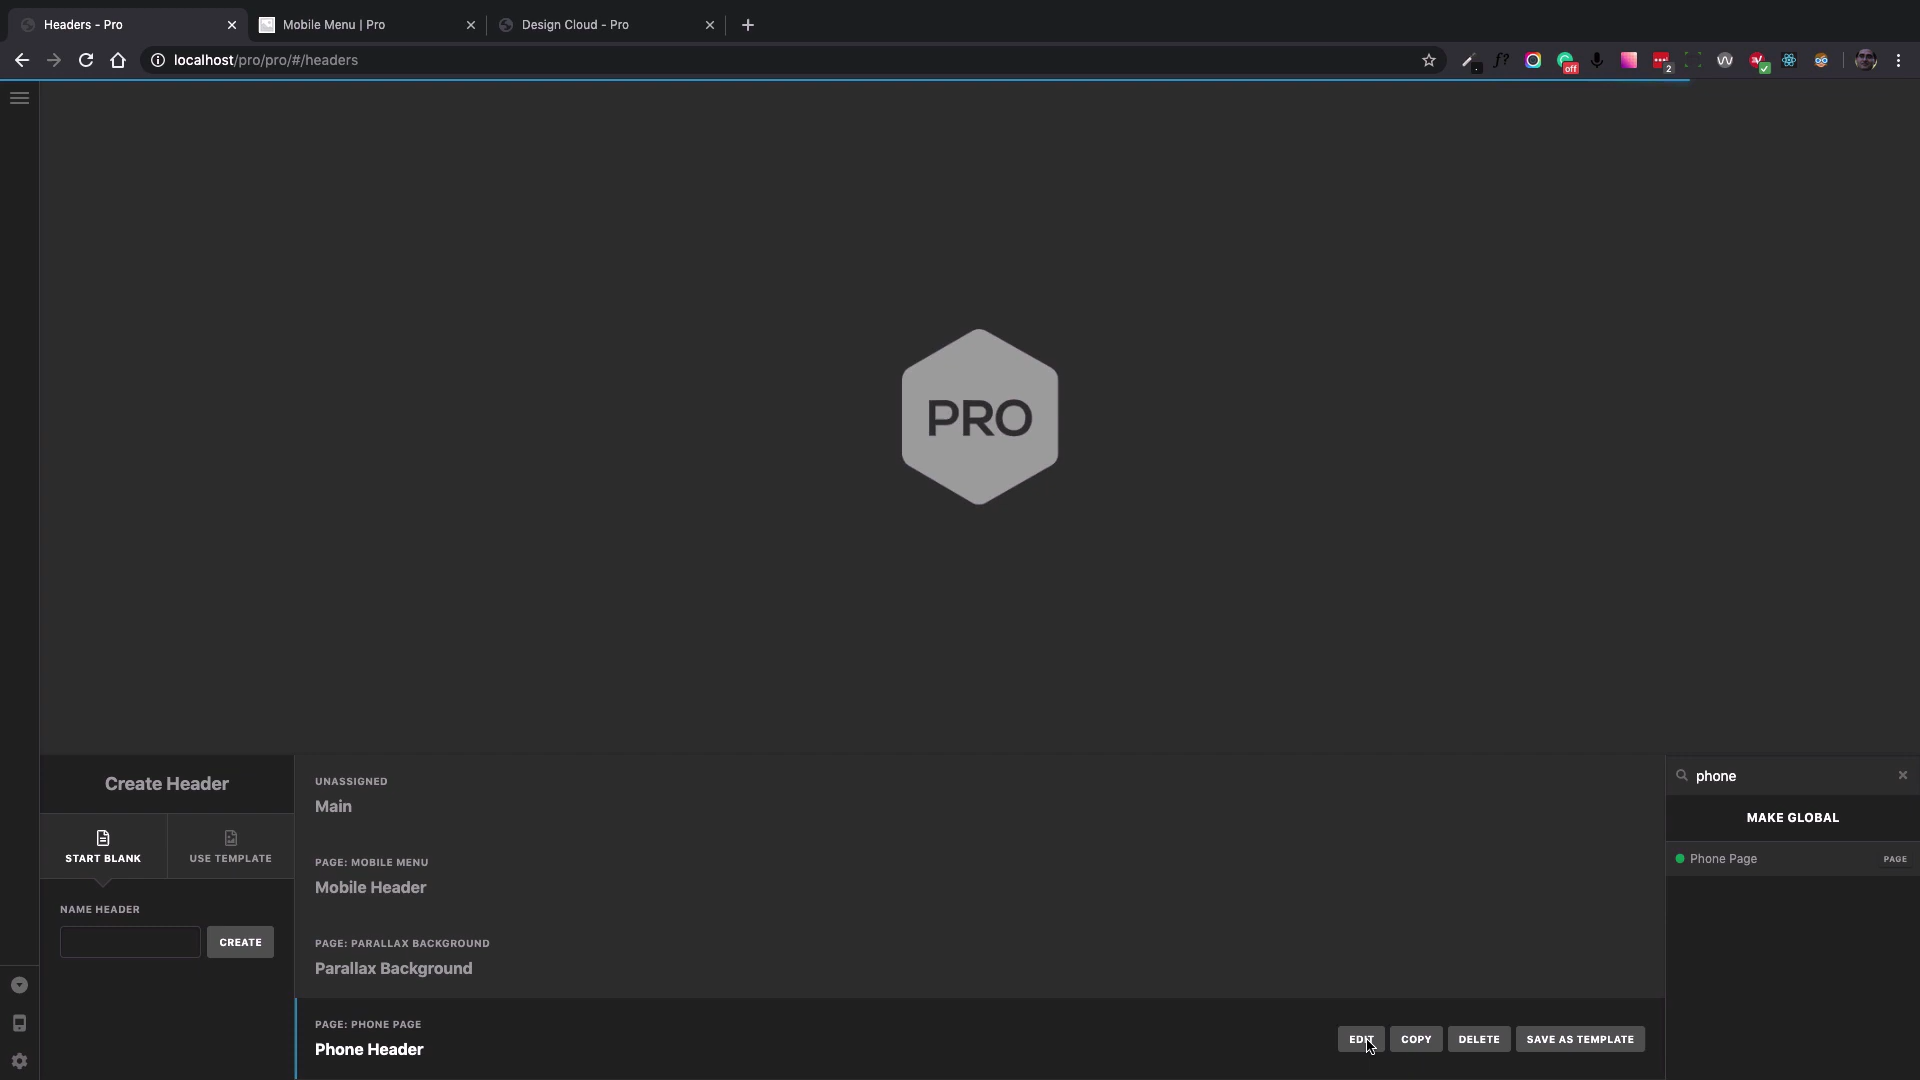 Headers - Pro
Mobile Menu | Pro
Design Cloud - Pro
localhost/pro/pro/#/headers
f?
off
2
PRO
Create Header
START BLANK
USE TEMPLATE
NAME HEADER
CREATE
UNASSIGNED
Main
PAGE: MOBILE MENU
Mobile Header
PAGE: PARALLAX BACKGROUND
Parallax Background
PAGE: PHONE PAGE
Phone Header
EDIT
COPY
DELETE
SAVE AS TEMPLATE
phone
MAKE GLOBAL
Phone Page
PAGE